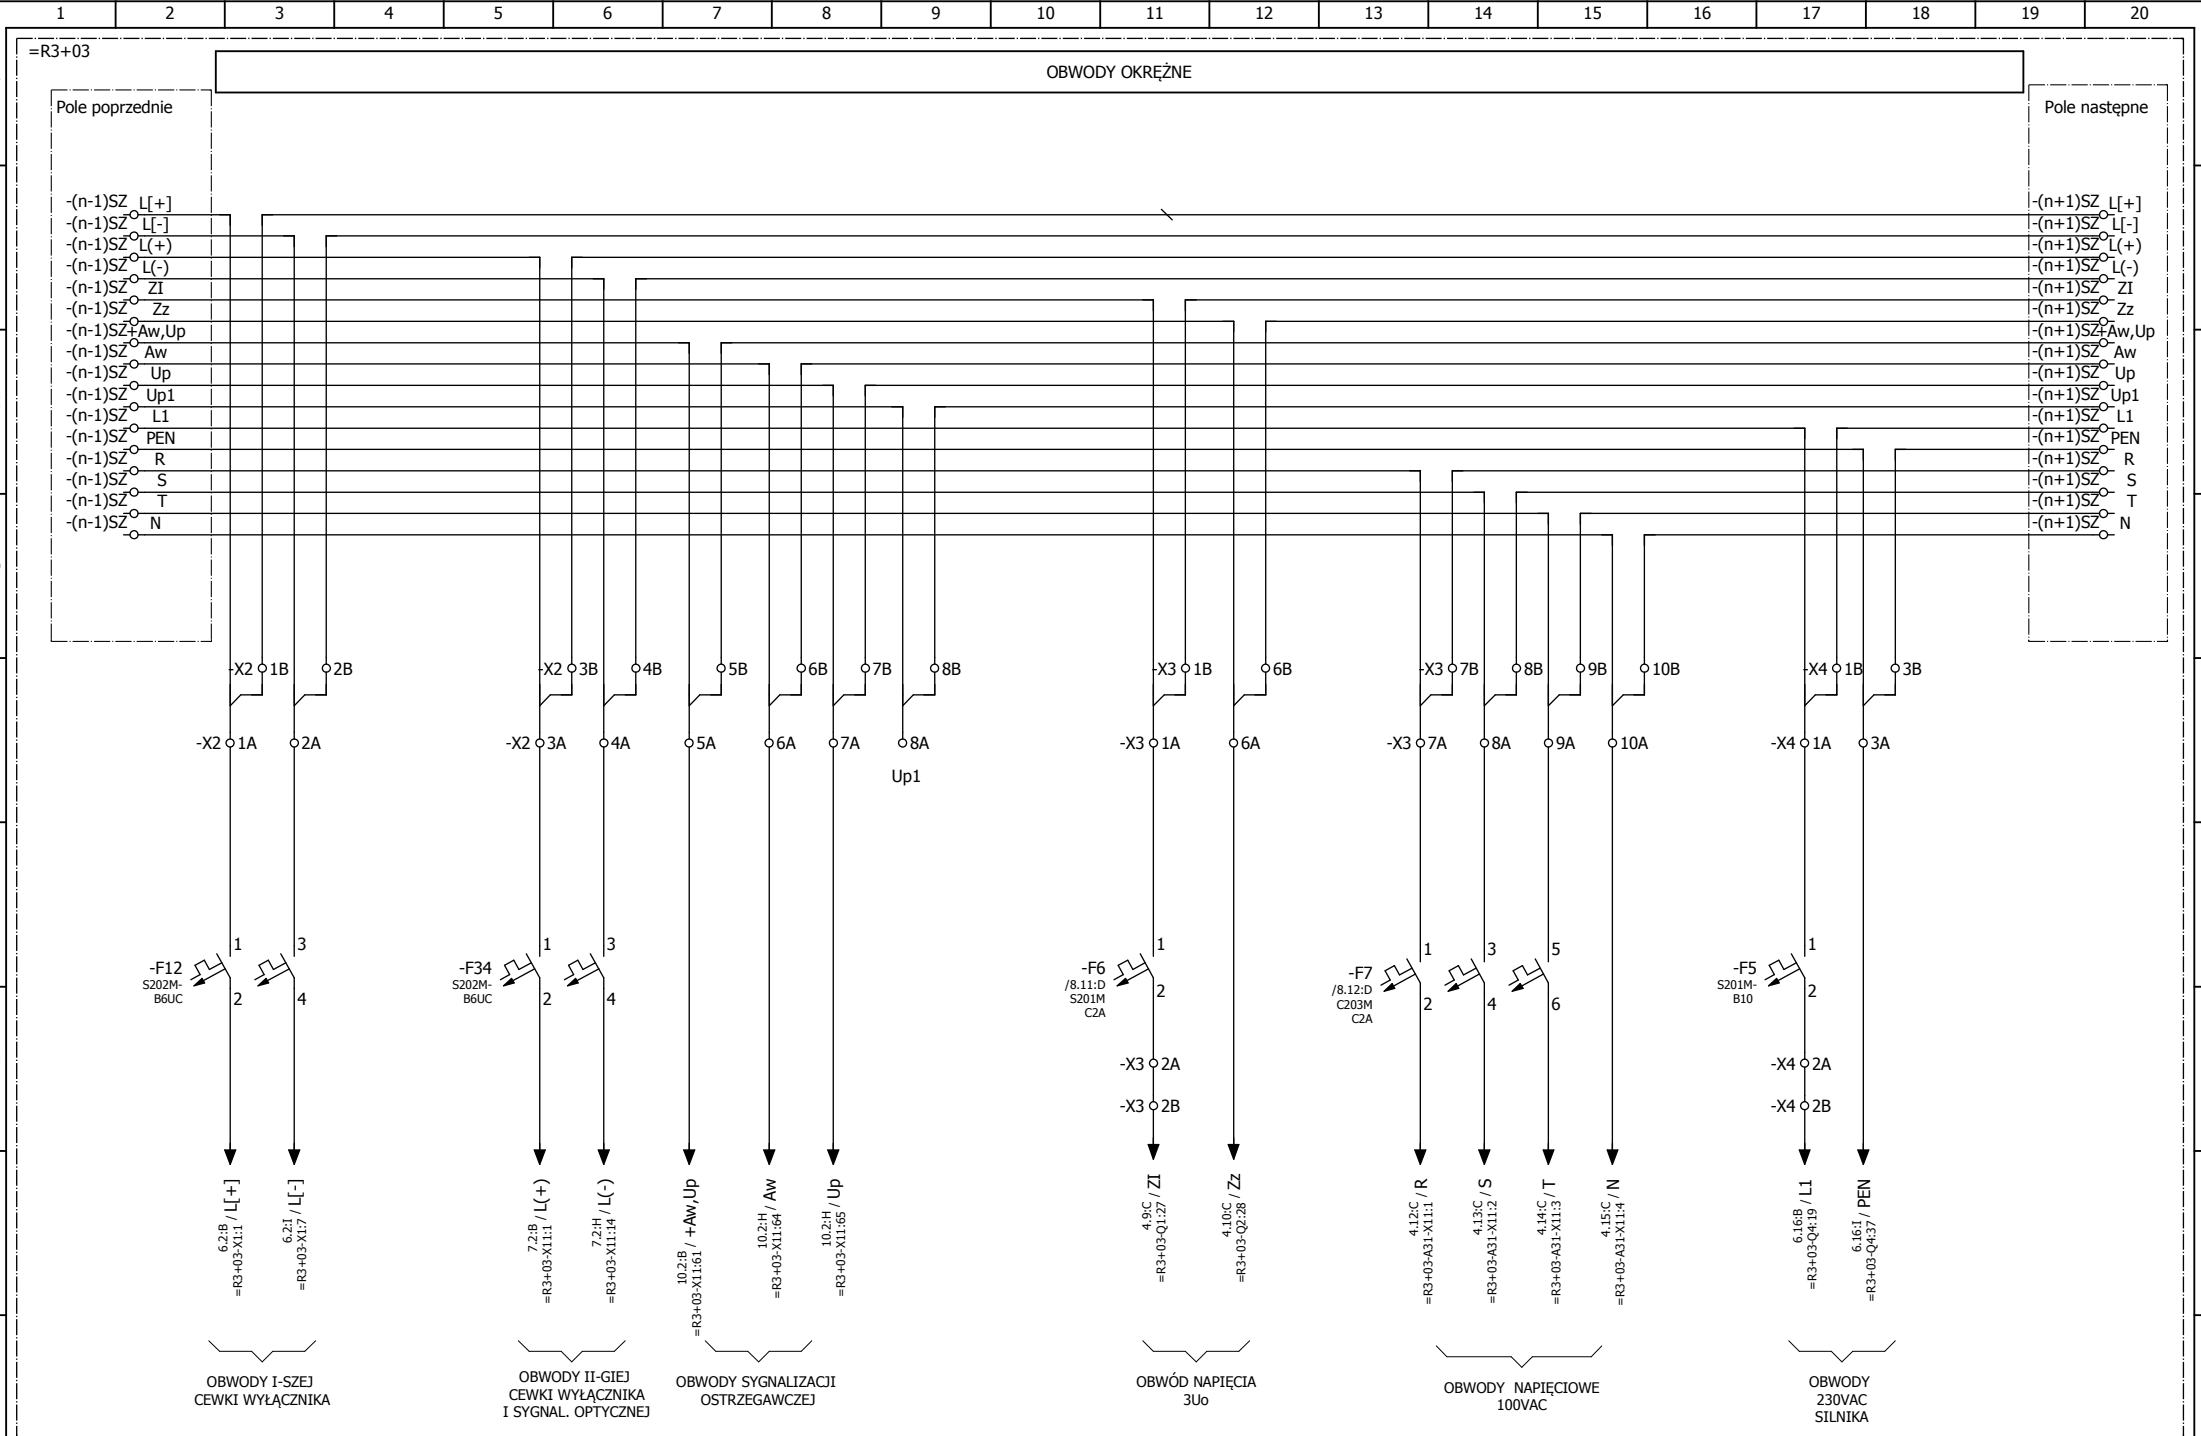 1 2 3 4 5 6 7 8 9 10 11 12 13 14 15 16 17 18 19 20
=R3+03
OBWODY OKRĘŻNE
Pole poprzednie
Pole następne
-(n-1)SZ L[+]
-(n-1)SZ L[-]
-(n-1)SZ L(+)
-(n-1)SZ L(-)
-(n-1)SZ ZI
-(n-1)SZ Zz
-(n-1)SZ+Aw,Up
-(n-1)SZ Aw
-(n-1)SZ Up
-(n-1)SZ Up1
-(n-1)SZ L1
-(n-1)SZ PEN
-(n-1)SZ R
-(n-1)SZ S
-(n-1)SZ T
-(n-1)SZ N
-(n+1)SZ L[+]
-(n+1)SZ L[-]
-(n+1)SZ L(+)
-(n+1)SZ L(-)
-(n+1)SZ ZI
-(n+1)SZ Zz
-(n+1)SZ+Aw,Up
-(n+1)SZ Aw
-(n+1)SZ Up
-(n+1)SZ Up1
-(n+1)SZ L1
-(n+1)SZ PEN
-(n+1)SZ R
-(n+1)SZ S
-(n+1)SZ T
-(n+1)SZ N
-X2 1B 2B -X2 3B 4B 5B 6B 7B 8B -X3 1B 6B -X3 7B 8B 9B 10B -X4 1B 3B
-X2 1A 2A -X2 3A 4A 5A 6A 7A 8A -X3 1A 6A -X3 7A 8A 9A 10A -X4 1A 3A
Up1
-F12
S202M-
B6UC
1
2
3
4
-F34
S202M-
B6UC
1
2
3
4
-F6
/8.11:D
S201M
C2A
1
2
-F7
/8.12:D
C203M
C2A
1
2
3
4
5
6
-F5
S201M-
B10
1
2
-X3 2A
-X3 2B
-X4 2A
-X4 2B
6.2:B / L[+]
=R3+03-X1:1
6.2:I / L[-]
=R3+03-X1:7
7.2:B / L(+)
=R3+03-X11:1
7.2:H / L(-)
=R3+03-X11:14
10.2:B / +Aw,Up
=R3+03-X11:61
10.2:H / Aw
=R3+03-X11:64
10.2:H / Up
=R3+03-X11:65
4.9:C / ZI
=R3+03-Q1:27
4.10:C / Zz
=R3+03-Q2:28
4.12:C / R
=R3+03-A31-X11:1
4.13:C / S
=R3+03-A31-X11:2
4.14:C / T
=R3+03-A31-X11:3
4.15:C / N
=R3+03-A31-X11:4
6.16:B / L1
=R3+03-Q4:19
6.16:I / PEN
=R3+03-Q4:37
OBWODY I-SZEJ
CEWKI WYŁĄCZNIKA
OBWODY II-GIEJ
CEWKI WYŁĄCZNIKA
I SYGNAL. OPTYCZNEJ
OBWODY SYGNALIZACJI
OSTRZEGAWCZEJ
OBWÓD NAPIĘCIA
3Uo
OBWODY NAPIĘCIOWE
100VAC
OBWODY
230VAC
SILNIKA